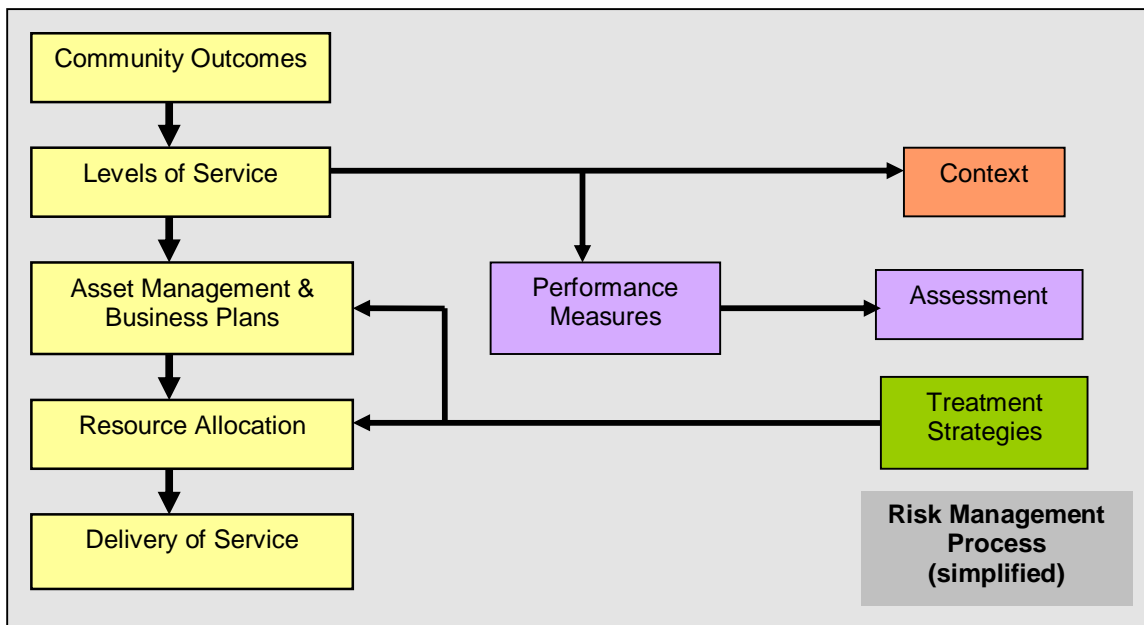 Community Outcomes
Levels of Service
Context
Asset Management &
Business Plans
Performance
Measures
Assessment
Resource Allocation
Treatment
Strategies
Delivery of Service
Risk Management
Process
(simplified)